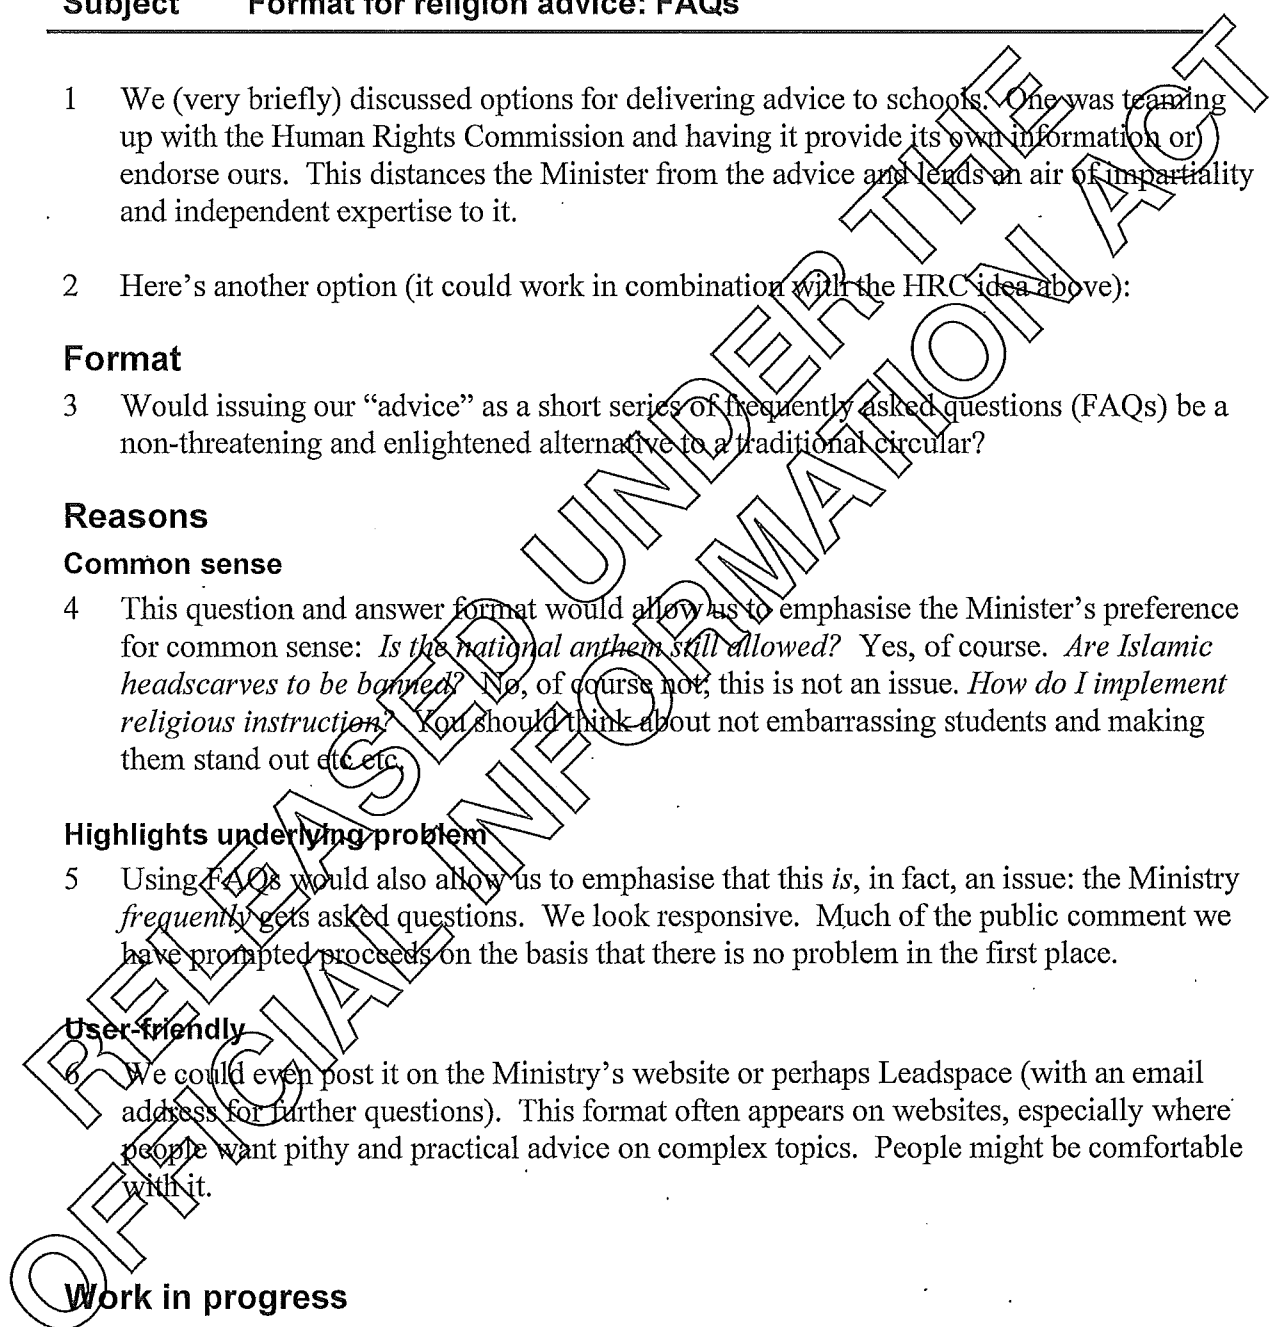 Subject Format for religion advice: FAQs
1 We (very briefly) discussed options for delivering advice to schools. One was teaming
up with the Human Rights Commission and having it provide its own information or
endorse ours. This distances the Minister from the advice and lends an air of impartiality
and independent expertise to it.
2 Here's another option (it could work in combination with the HRC idea above):
Format
3 Would issuing our “advice” as a short series of frequently asked questions (FAQs) be a
non-threatening and enlightened alternative to a traditional circular?
Reasons
Common sense
4 This question and answer format would allow us to emphasise the Minister's preference
for common sense: Is the national anthem still allowed? Yes, of course. Are Islamic
headscarves to be banned? No, of course not; this is not an issue. How do I implement
religious instruction? You should think about not embarrassing students and making
them stand out etc etc.
Highlights underlying problem
5 Using FAQs would also allow us to emphasise that this is, in fact, an issue: the Ministry
frequently gets asked questions. We look responsive. Much of the public comment we
have prompted proceeds on the basis that there is no problem in the first place.
User-friendly
6 We could even post it on the Ministry's website or perhaps Leadspace (with an email
address for further questions). This format often appears on websites, especially where
people want pithy and practical advice on complex topics. People might be comfortable
with it.
Work in progress
RELEASED UNDER THE
OFFICIAL INFORMATION ACT